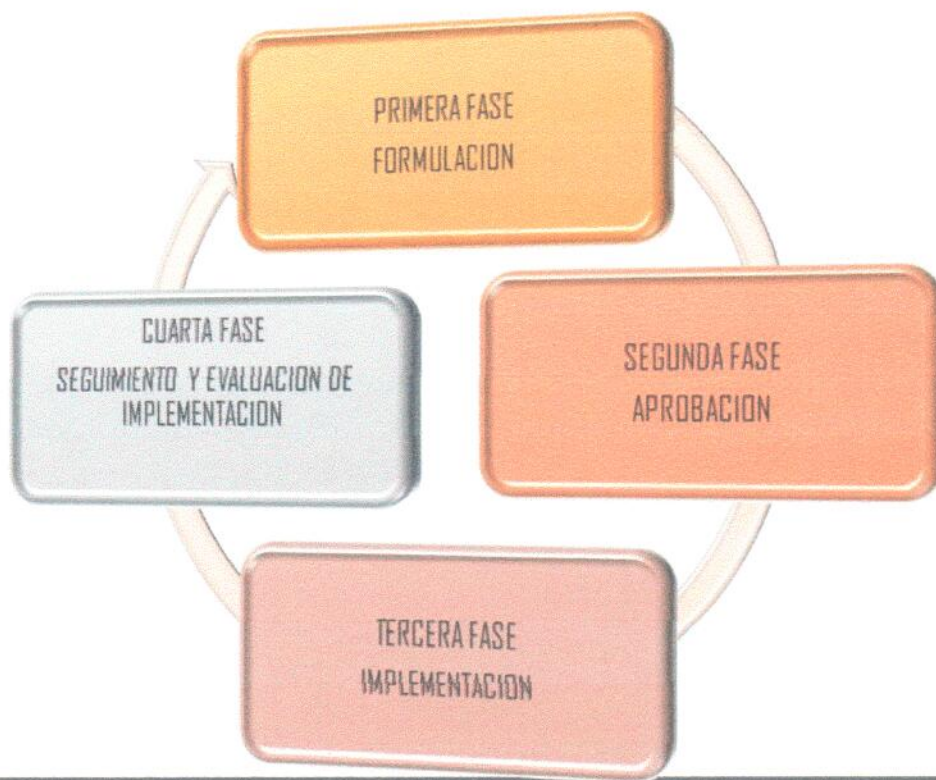 PRIMERA FASE
FORMULACION
SEGUNDA FASE
APROBACION
TERCERA FASE
IMPLEMENTACION
CUARTA FASE
SEGUIMIENTO Y EVALUACION DE
IMPLEMENTACION